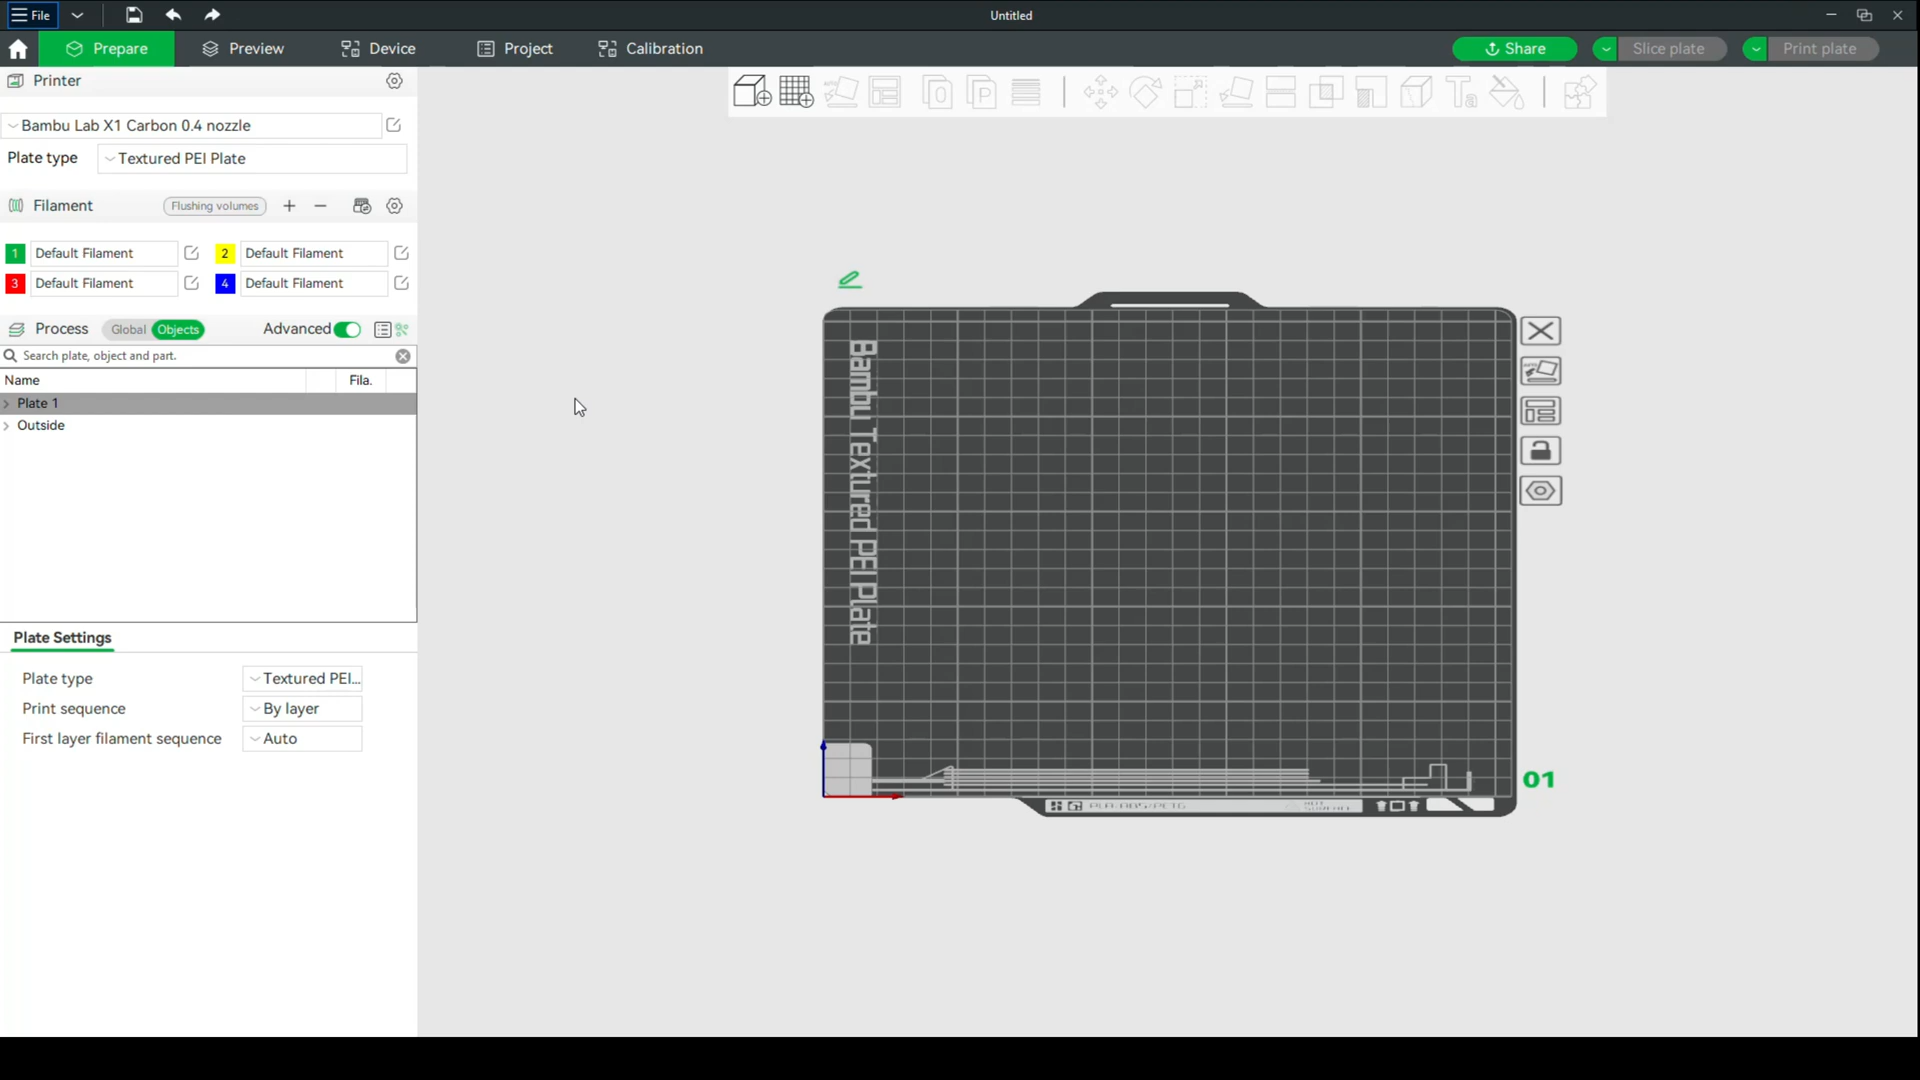 File
Untitled
Prepare
Preview
Device
Project
Calibration
Share
Slice plate
Print plate
Printer
Bambu Lab X1 Carbon 0.4 nozzle
Plate type
Textured PEI Plate
Filament
Flushing volumes
1 Default Filament
2 Default Filament
3 Default Filament
4 Default Filament
Process
Global
Objects
Advanced
Search plate, object and part.
Name
Fila.
Plate 1
Outside
Plate Settings
Plate type
Textured PEI...
Print sequence
By layer
First layer filament sequence
Auto
Bambu Textured PEI Plate
01